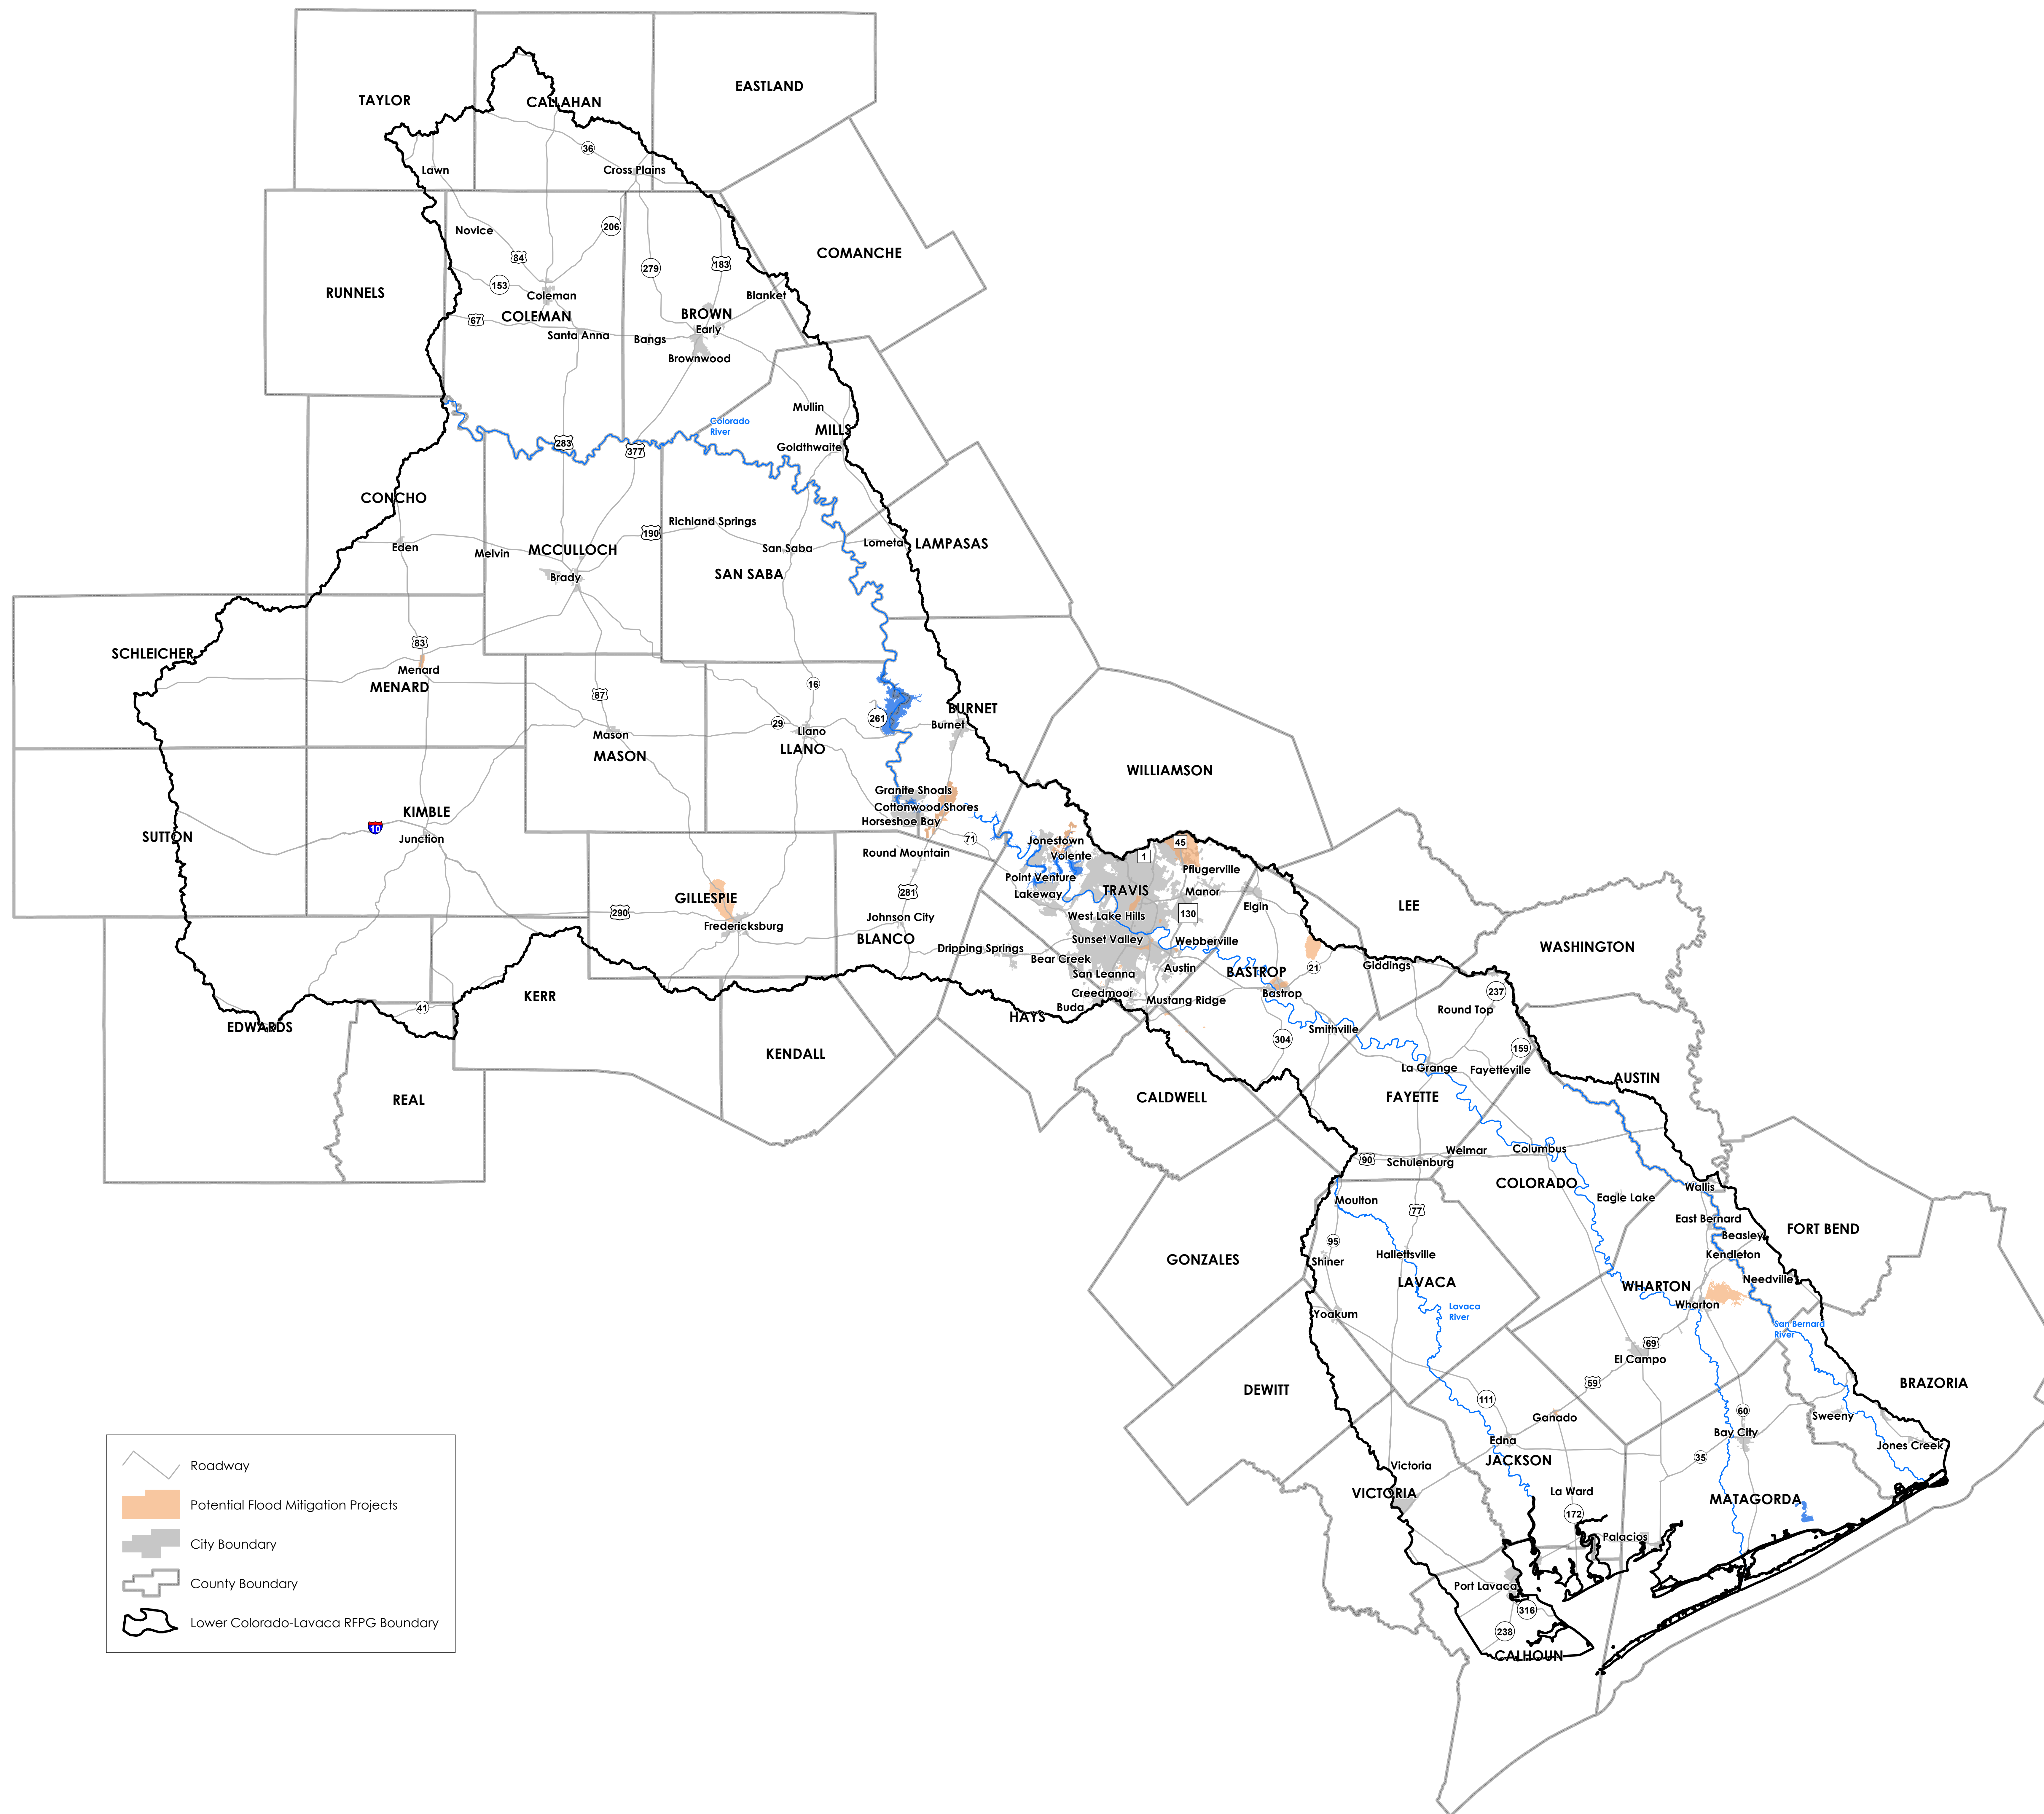 EASTLAND
TAYLOR
CALLAHAN
36
Lawn
Cross Plains
206
Novice
COMANCHE
84
279
183
153
RUNNELS
Coleman
Blanket
COLEMAN
BROWN
67
Early
Santa Anna
Bangs
Brownwood
Mullin
Colorado
River
MILLS
283
Goldthwaite
377
CONCHO
Richland Springs
190
Eden
Melvin
MCCULLOCH
San Saba
Lometa
LAMPASAS
Brady
SAN SABA
83
SCHLEICHER
Menard
MENARD
16
87
BURNET
261
29
Burnet
Mason
Llano
MASON
LLANO
WILLIAMSON
Granite Shoals
Cottonwood Shores
KIMBLE
Horseshoe Bay
10
SUTTON
Junction
71
Jonestown
45
Round Mountain
Volente
1
Pflugerville
Point Venture
281
TRAVIS
Manor
Lakeway
GILLESPIE
Elgin
LEE
290
Johnson City
West Lake Hills
130
Fredericksburg
BLANCO
Dripping Springs
Sunset Valley
Webberville
WASHINGTON
Bear Creek
Austin
21
Giddings
San Leanna
BASTROP
Creedmoor
Bastrop
237
KERR
Mustang Ridge
41
Buda
Round Top
HAYS
EDWARDS
Smithville
304
159
KENDALL
La Grange
Fayetteville
AUSTIN
REAL
CALDWELL
FAYETTE
Weimar
Columbus
90
Schulenburg
COLORADO
Wallis
Moulton
Eagle Lake
77
East Bernard
FORT BEND
95
Beasley
GONZALES
Shiner
Hallettsville
Kendleton
LAVACA
Needville
WHARTON
Wharton
Yoakum
Lavaca
River
San Bernard
River
69
El Campo
DEWITT
59
BRAZORIA
111
Ganado
60
Sweeny
Bay City
Edna
Jones Creek
JACKSON
35
Victoria
La Ward
VICTORIA
MATAGORDA
172
Palacios
Port Lavaca
316
238
CALHOUN
Roadway
Potential Flood Mitigation Projects
City Boundary
County Boundary
Lower Colorado-Lavaca RFPG Boundary